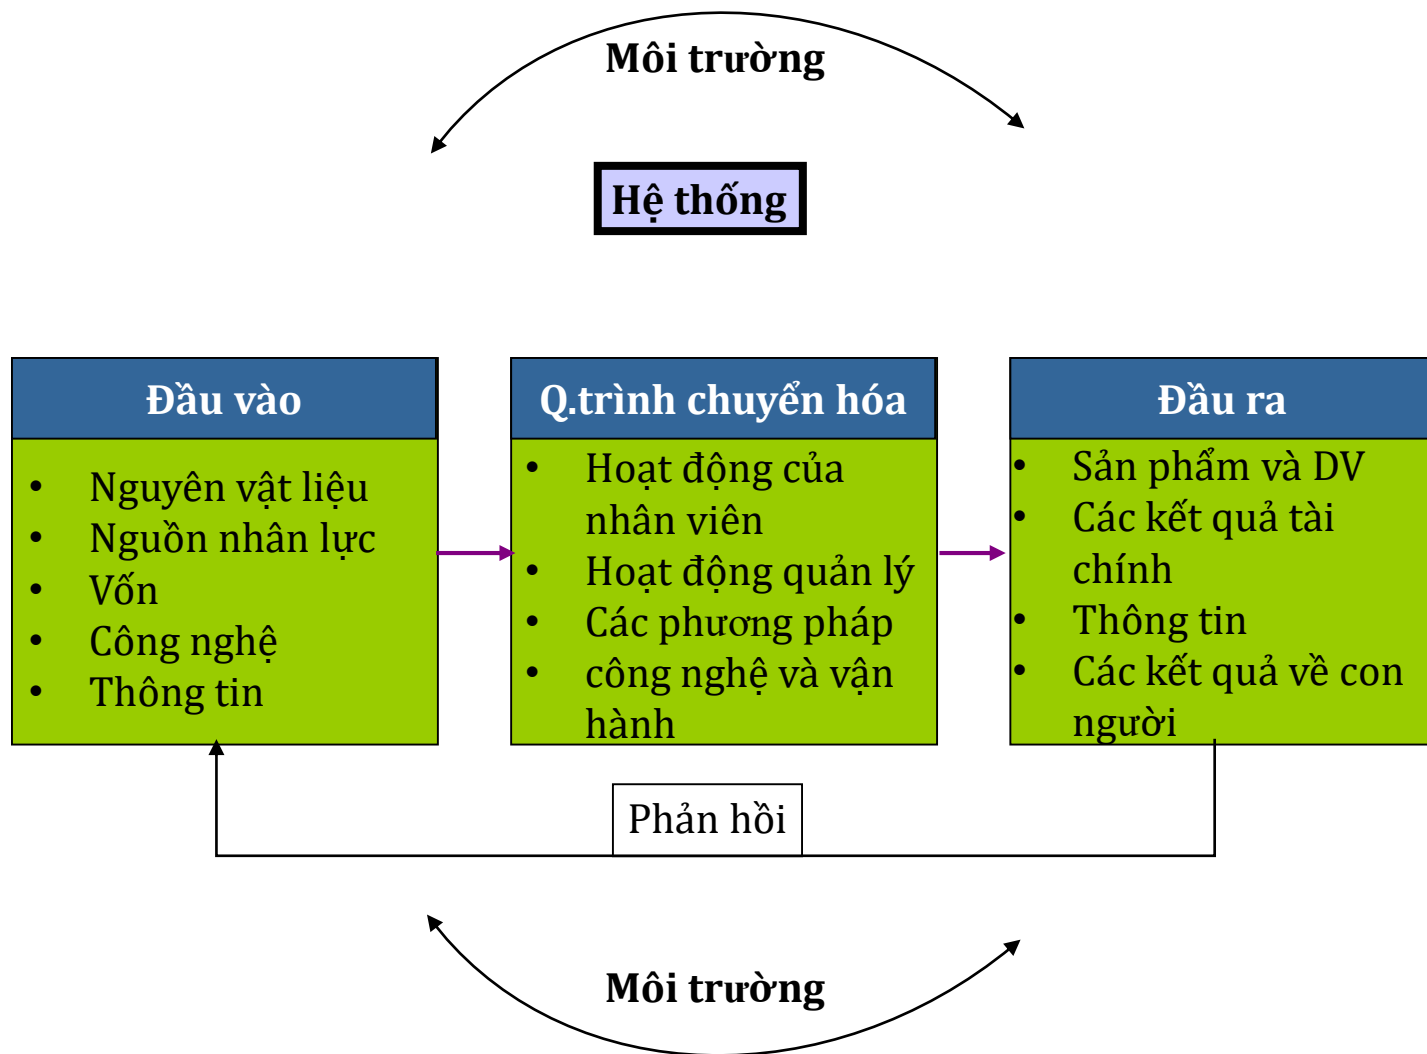 Môi trường
Hệ thống
Đầu vào
• Nguyên vật liệu
• Nguồn nhân lực
• Vốn
• Công nghệ
• Thông tin
Q.trình chuyển hóa
• Hoạt động của
nhân viên
• Hoạt động quản lý
• Các phương pháp
• công nghệ và vận
hành
Đầu ra
• Sản phẩm và DV
• Các kết quả tài
chính
• Thông tin
• Các kết quả về con
người
Phản hồi
Môi trường